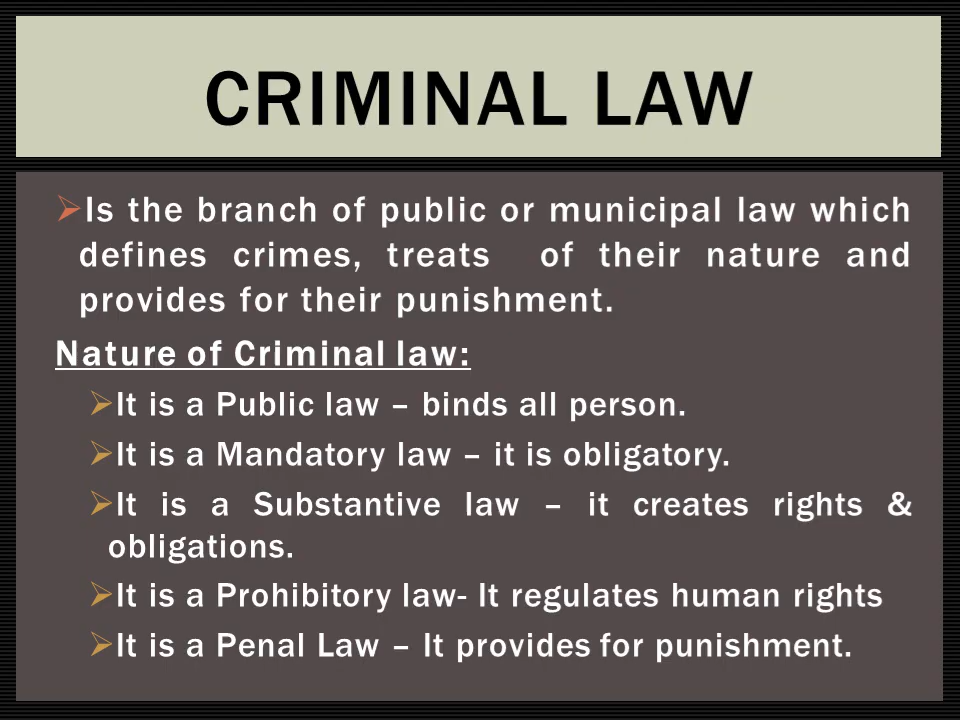 CRIMINAL LAW
Is the branch of public or municipal law which
defines crimes, treats of their nature and
provides for their punishment.
Nature of Criminal law:
It is a Public law – binds all person.
It is a Mandatory law – it is obligatory.
It is a Substantive law – it creates rights &
obligations.
It is a Prohibitory law- It regulates human rights
It is a Penal Law – It provides for punishment.